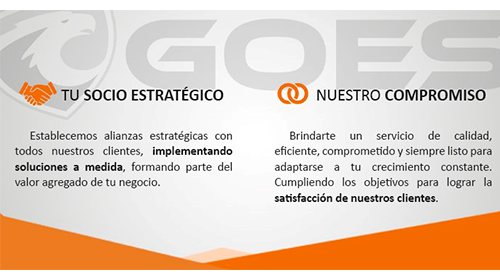 GOES
TU SOCIO ESTRATÉGICO
Establecemos alianzas estratégicas con
todos nuestros clientes, implementando
soluciones a medida, formando parte del
valor agregado de tu negocio.
NUESTRO COMPROMISO
Brindarte un servicio de calidad,
eficiente, comprometido y siempre listo para
adaptarse a tu crecimiento constante.
Cumpliendo los objetivos para lograr la
satisfacción de nuestros clientes.